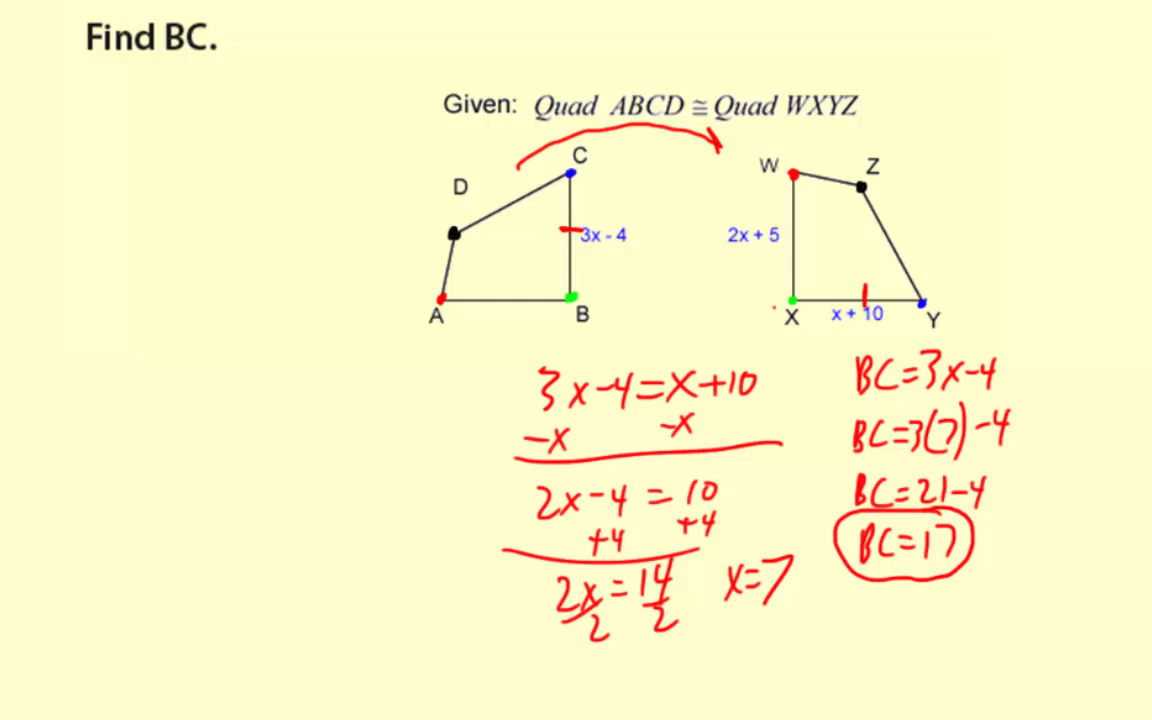 Find BC.
Given: Quad ABCD ≅ Quad WXYZ
C
W
Z
D
3x - 4
2x + 5
A
B
X
x + 10
Y
3x-4=x+10
-x -x
2x-4=10
+4 +4
2x=14
2 2
x=7
BC=3x-4
BC=3(7)-4
BC=21-4
BC=17